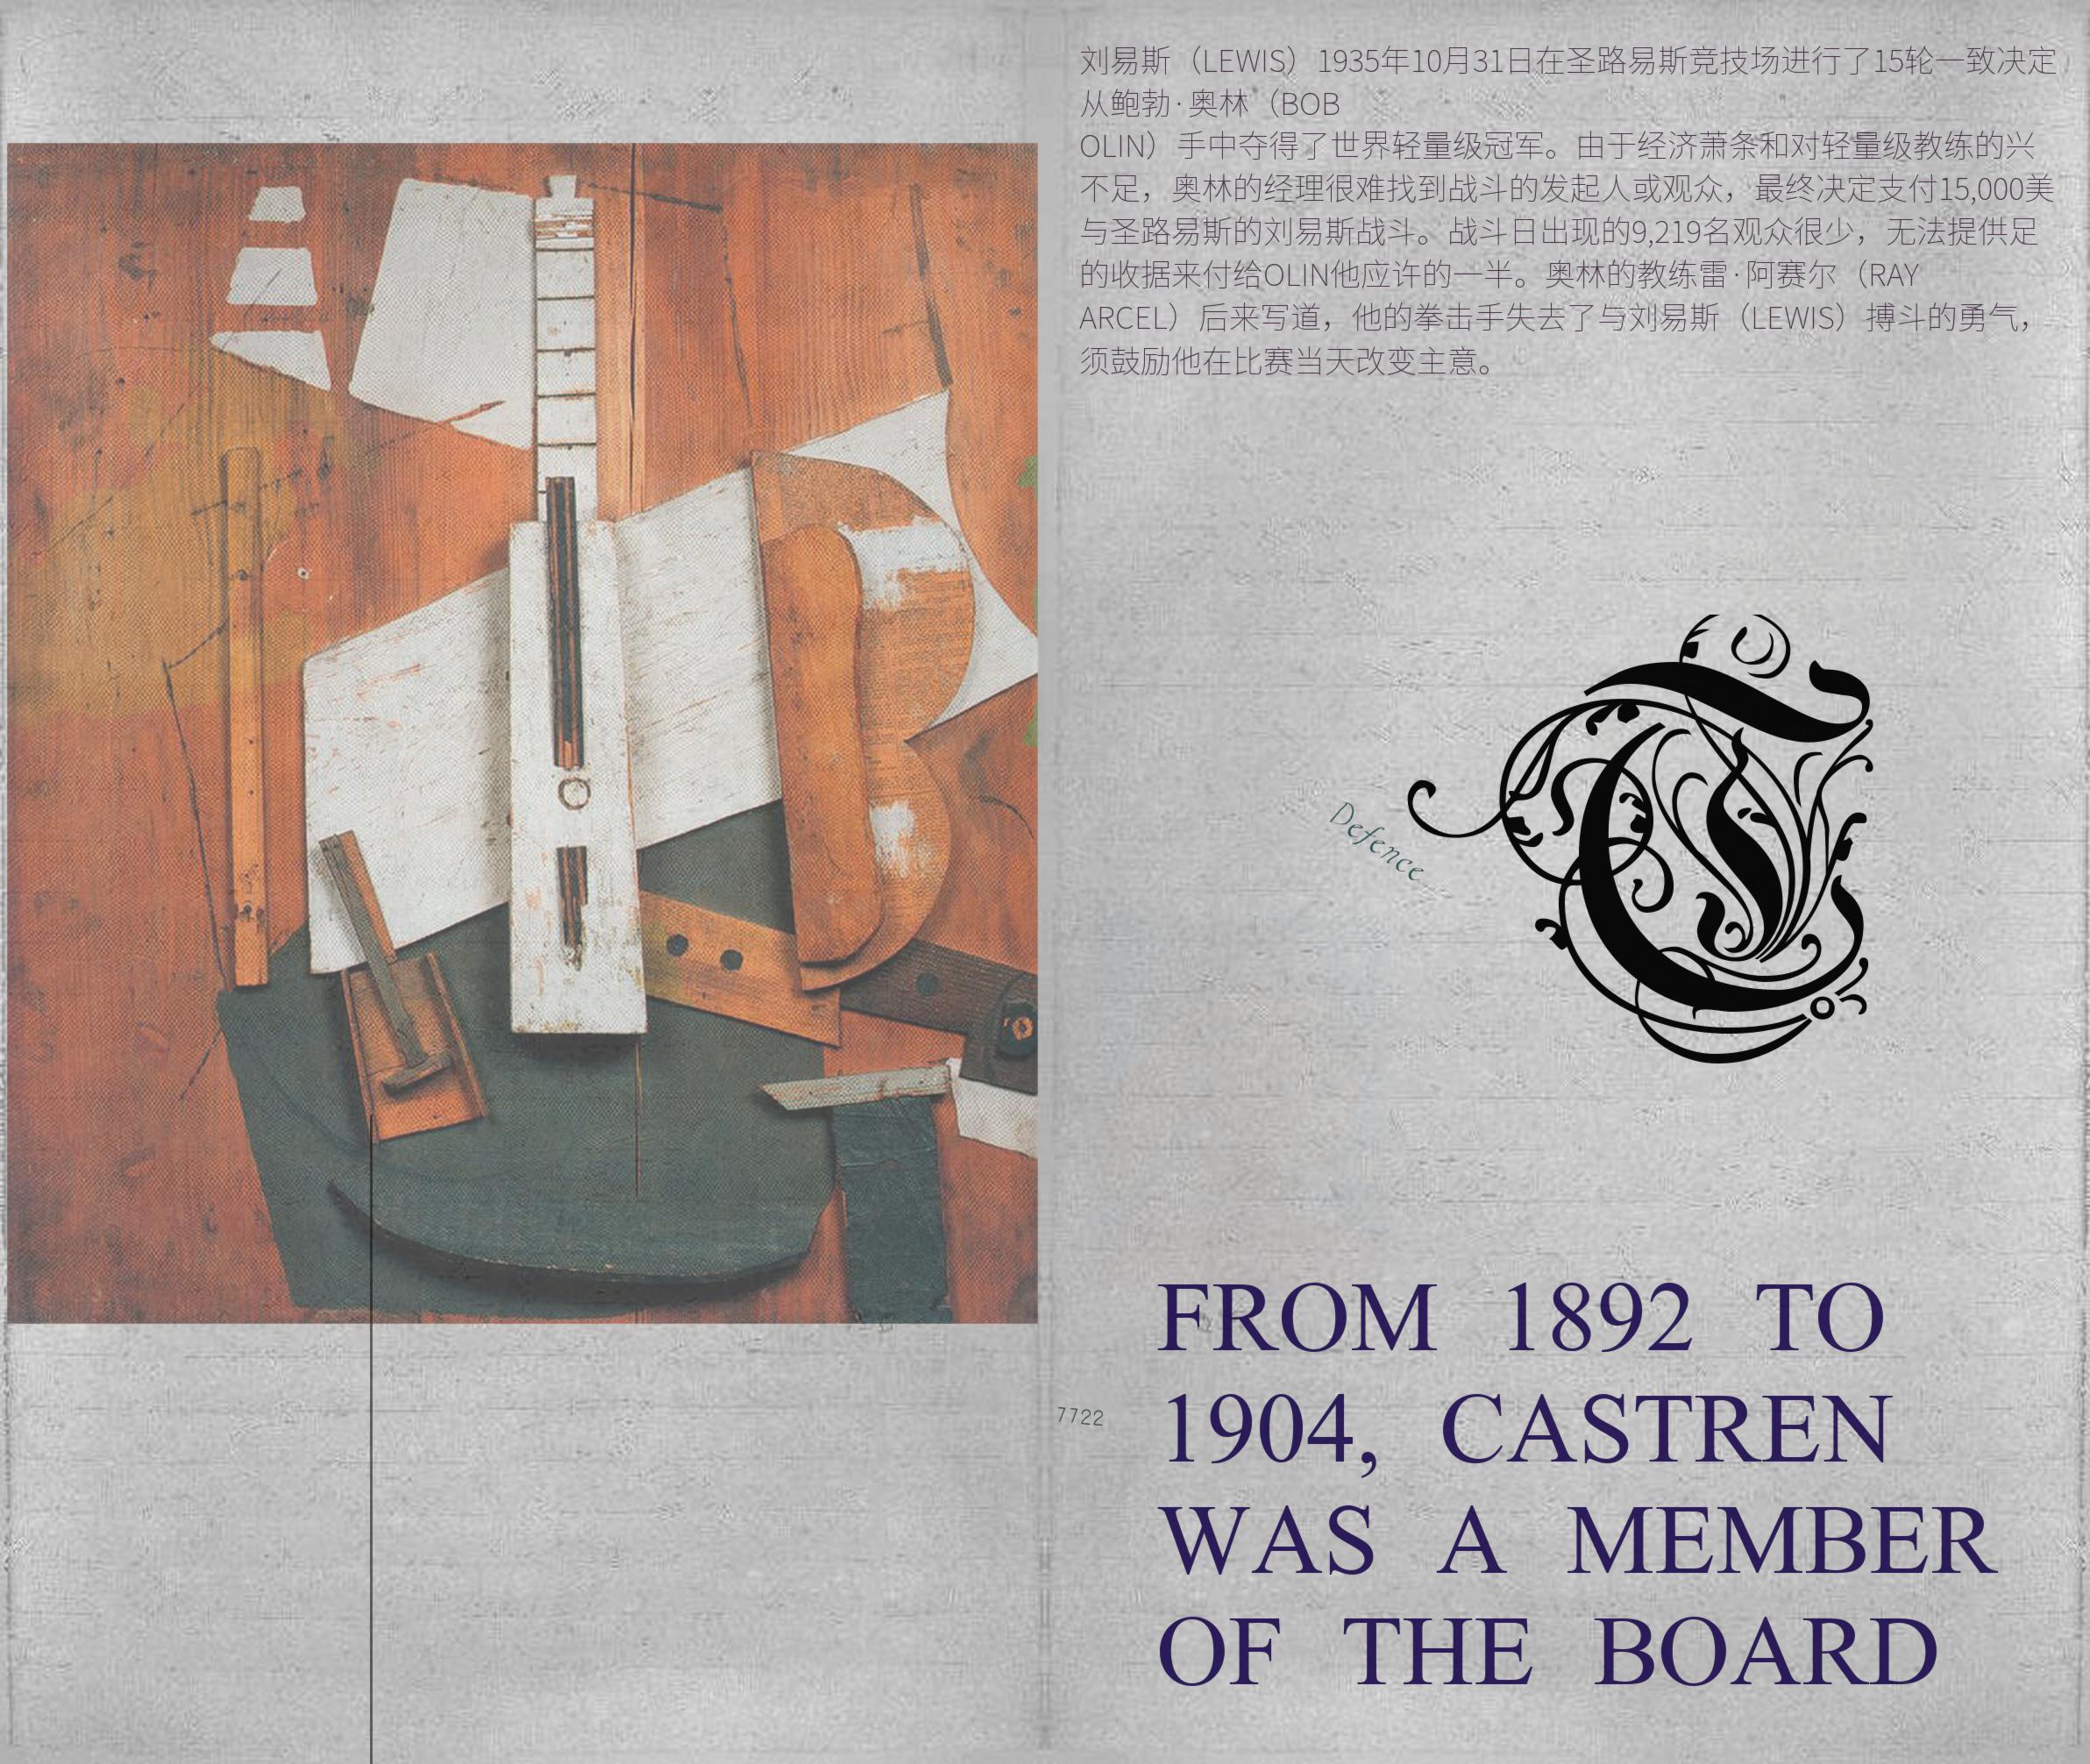 刘易斯（LEWIS）1935年10月31日在圣路易斯竞技场进行了15轮一致决定
从鲍勃·奥林（BOB
OLIN）手中夺得了世界轻量级冠军。由于经济萧条和对轻量级教练的兴
不足，奥林的经理很难找到战斗的发起人或观众，最终决定支付15,000美
与圣路易斯的刘易斯战斗。战斗日出现的9,219名观众很少，无法提供足
的收据来付给OLIN他应许的一半。奥林的教练雷·阿赛尔（RAY
ARCEL）后来写道，他的拳击手失去了与刘易斯（LEWIS）搏斗的勇气，
须鼓励他在比赛当天改变主意。
Defence
FROM 1892 TO
1904, CASTREN
WAS A MEMBER
OF THE BOARD
7722